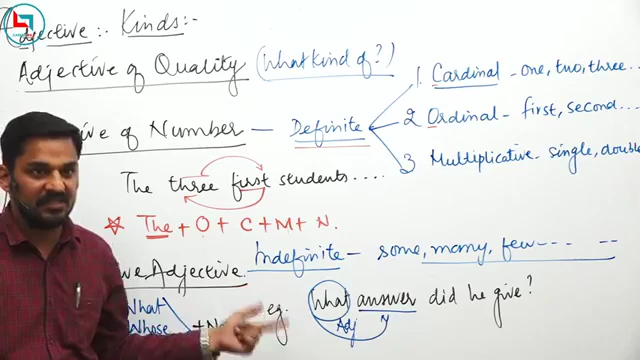 Adjective :- Kinds:-
Adjective of Quality (What Kind of?)
1. Cardinal - one, two, three...
ive of Number - Definite
2 Ordinal - first, second....
3 Multiplicative - single, double
The three first students.....
The + O + C + M + N.
Indefinite - some, many, few---- --
ive Adjective
What
Whose
+N
eg. What answer did he give?
Adj N